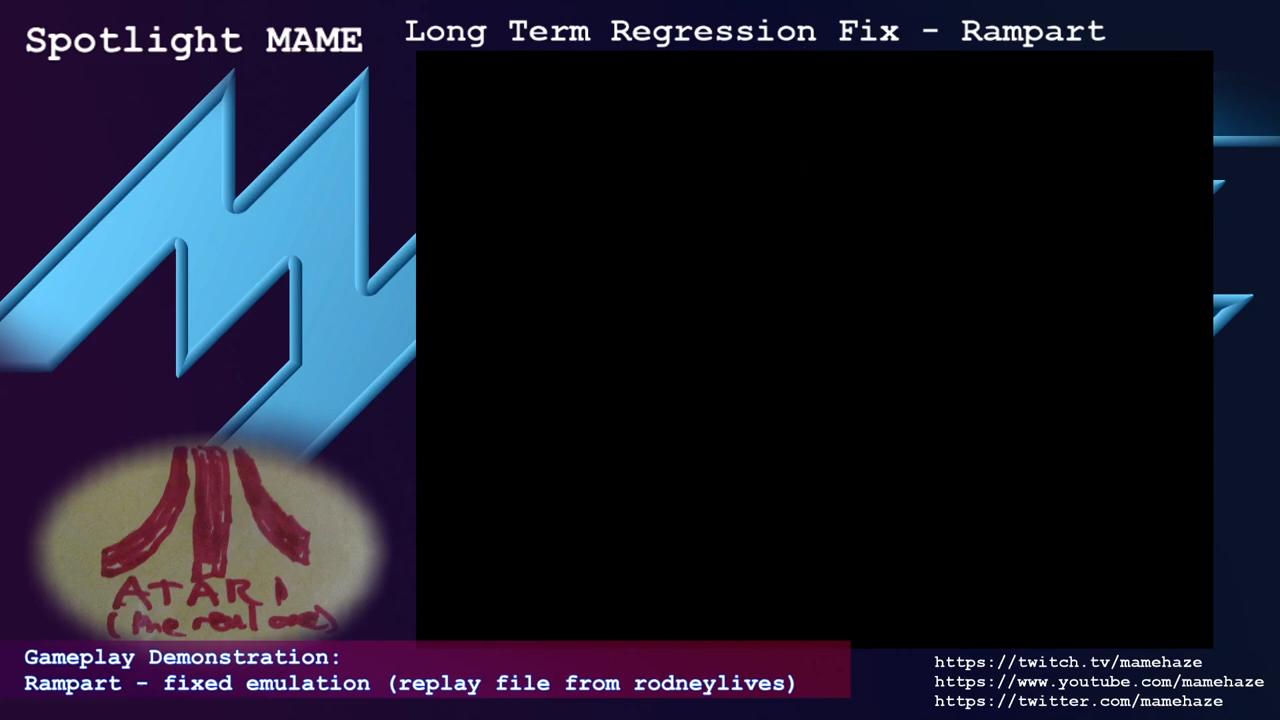 Spotlight MAME
Long Term Regression Fix - Rampart
ATARI
(the real one)
Gameplay Demonstration:
Rampart - fixed emulation (replay file from rodneylives)
https://twitch.tv/mamehaze
https://www.youtube.com/mamehaze
https://twitter.com/mamehaze